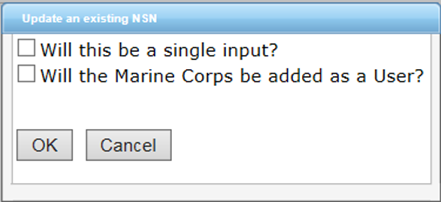 Update an existing NSN
Will this be a single input?
Will the Marine Corps be added as a User?
OK Cancel